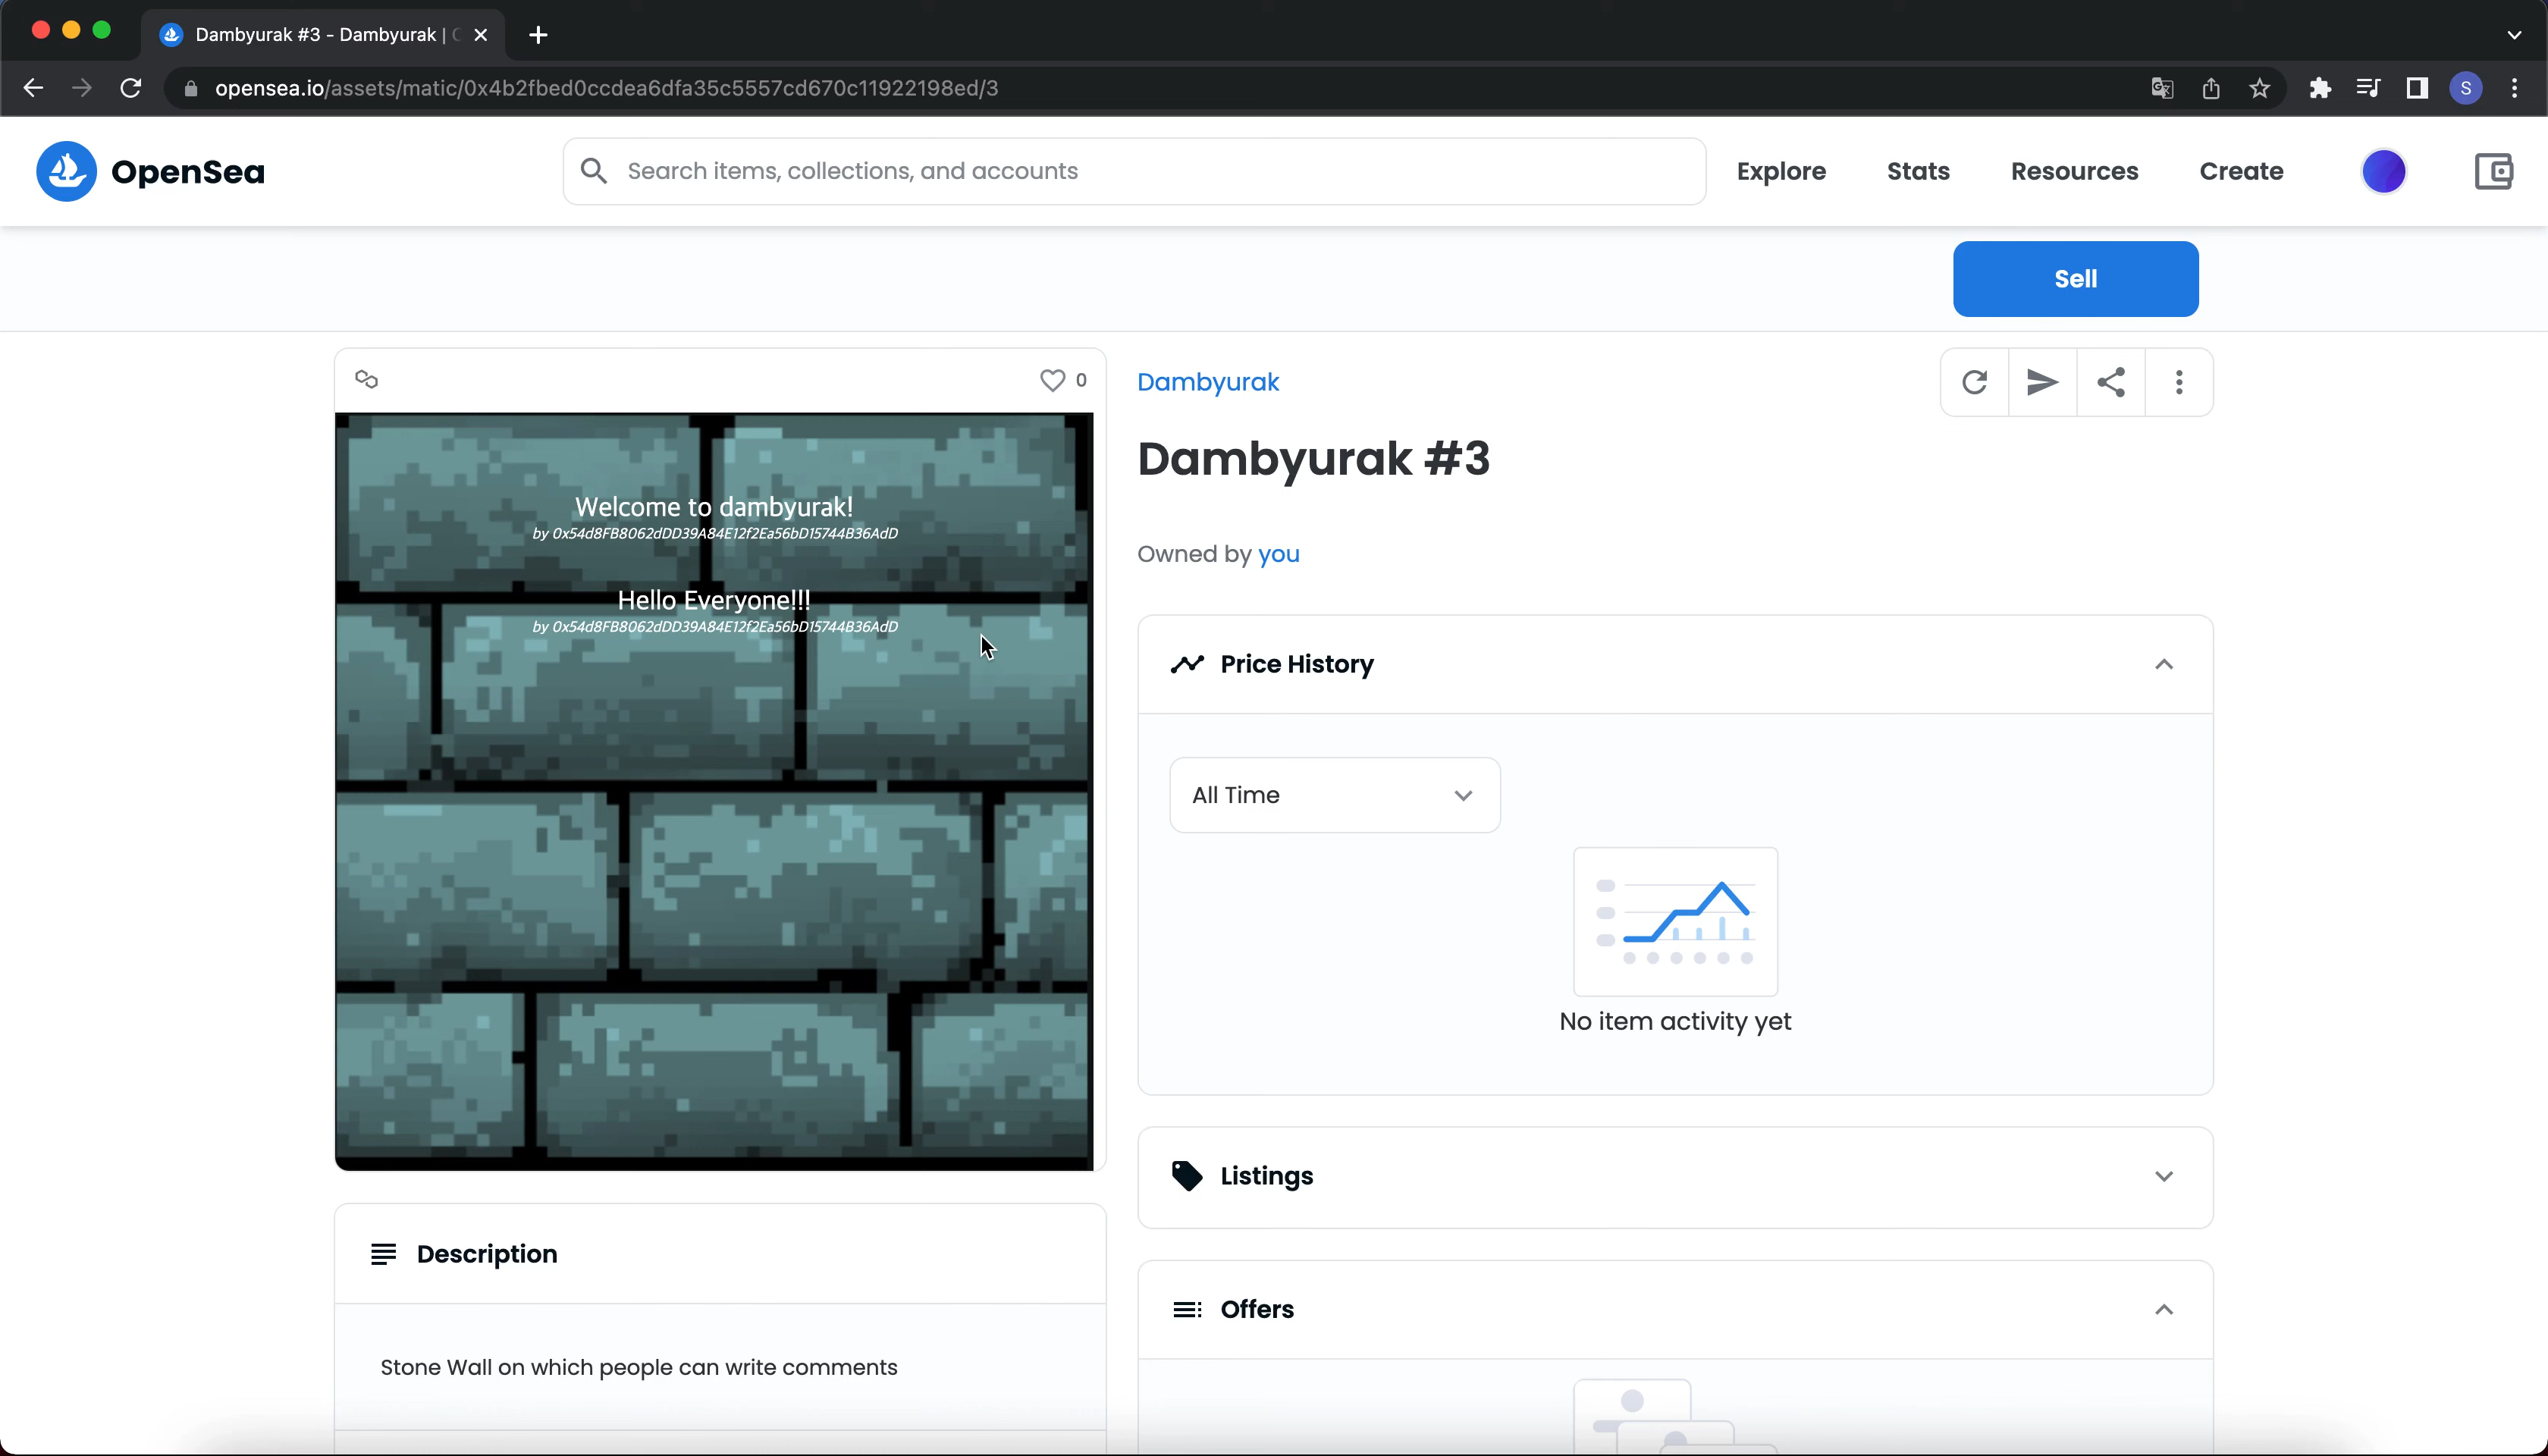 Dambyurak #3 - Dambyurak |
opensea.io/assets/matic/0x4b2fbed0ccdea6dfa35c5557cd670c11922198ed/3
S
OpenSea
Search items, collections, and accounts
Explore
Stats
Resources
Create
Sell
0
Welcome to dambyurak!
by 0x54d8FB8062dDD39A84E12f2Ea56bD15744B36AdD
Hello Everyone!!!
by 0x54d8FB8062dDD39A84E12f2Ea56bD15744B36AdD
Description
Stone Wall on which people can write comments
Dambyurak
Dambyurak #3
Owned by you
Price History
All Time
No item activity yet
Listings
Offers